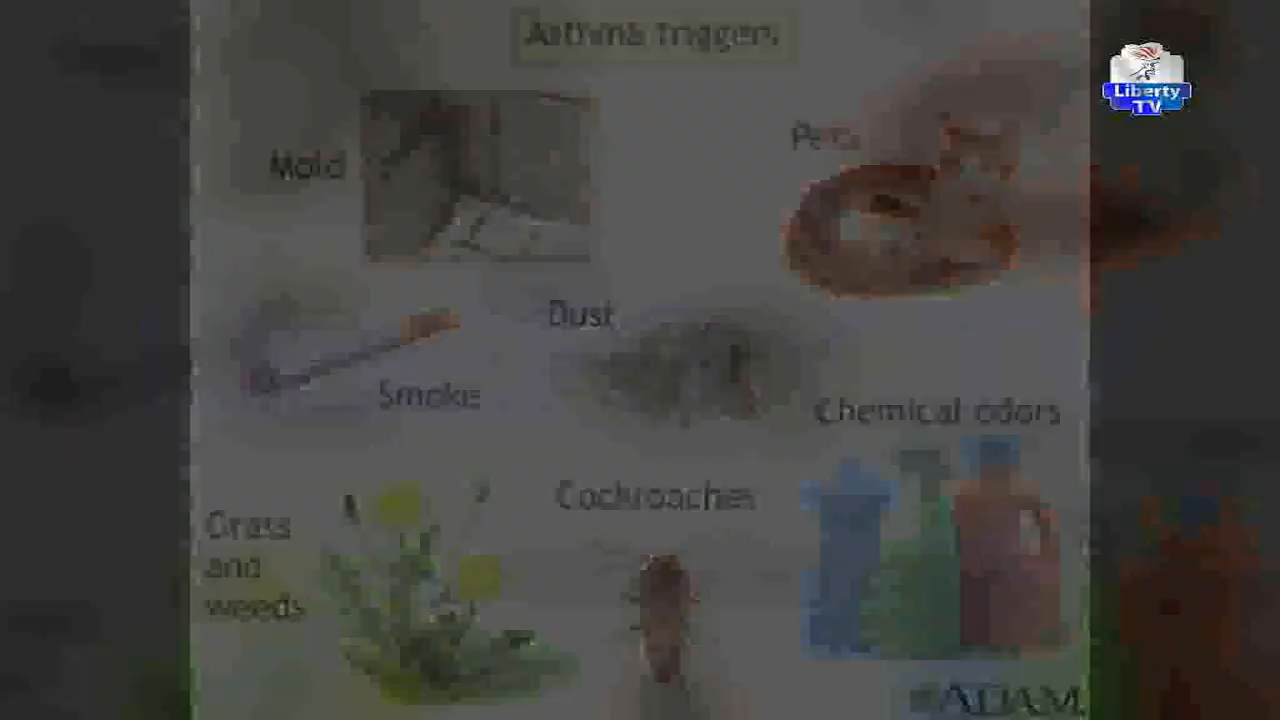 Asthma triggers
Liberty
TV
Mold
Pets
Dust
Smoke
Chemical odors
Cockroaches
Grass
and
weeds
ADAM.